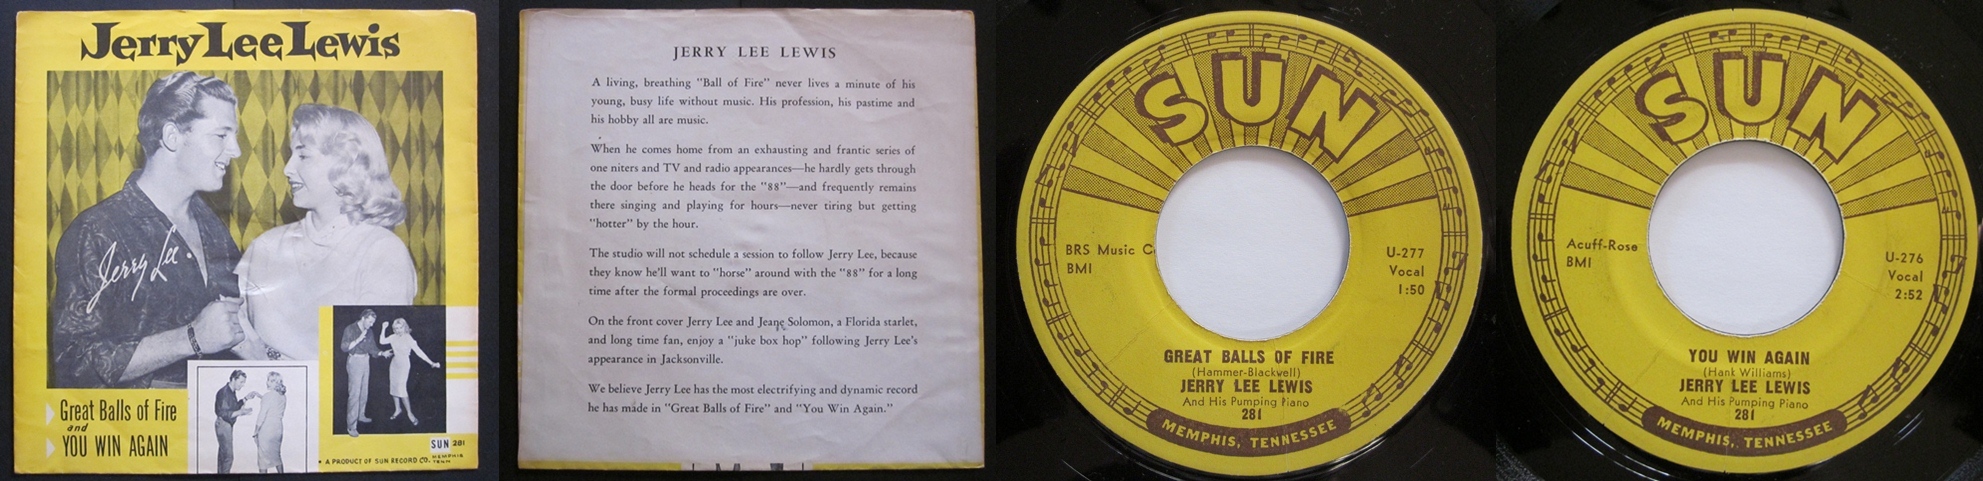 Jerry Lee Lewis
Jerry Lee.
Great Balls of Fire
and
YOU WIN AGAIN
SUN 281
• A PRODUCT OF SUN RECORD CO. MEMPHIS TENN
JERRY LEE LEWIS
A living, breathing "Ball of Fire" never lives a minute of his
young, busy life without music. His profession, his pastime and
his hobby all are music.
When he comes home from an exhausting and frantic series of
one niters and TV and radio appearances—he hardly gets through
the door before he heads for the "88"—and frequently remains
there singing and playing for hours—never tiring but getting
"hotter" by the hour.
The studio will not schedule a session to follow Jerry Lee, because
they know he'll want to "horse" around with the "88" for a long
time after the formal proceedings are over.
On the front cover Jerry Lee and Jeane Solomon, a Florida starlet,
and long time fan, enjoy a "juke box hop" following Jerry Lee's
appearance in Jacksonville.
We believe Jerry Lee has the most electrifying and dynamic record
he has made in "Great Balls of Fire" and "You Win Again."
SUN
BRS Music C
BMI
U-277
Vocal
1:50
GREAT BALLS OF FIRE
(Hammer-Blackwell)
JERRY LEE LEWIS
And His Pumping Piano
281
MEMPHIS, TENNESSEE
SUN
Acuff-Rose
BMI
U-276
Vocal
2:52
YOU WIN AGAIN
(Hank Williams)
JERRY LEE LEWIS
And His Pumping Piano
281
MEMPHIS, TENNESSEE